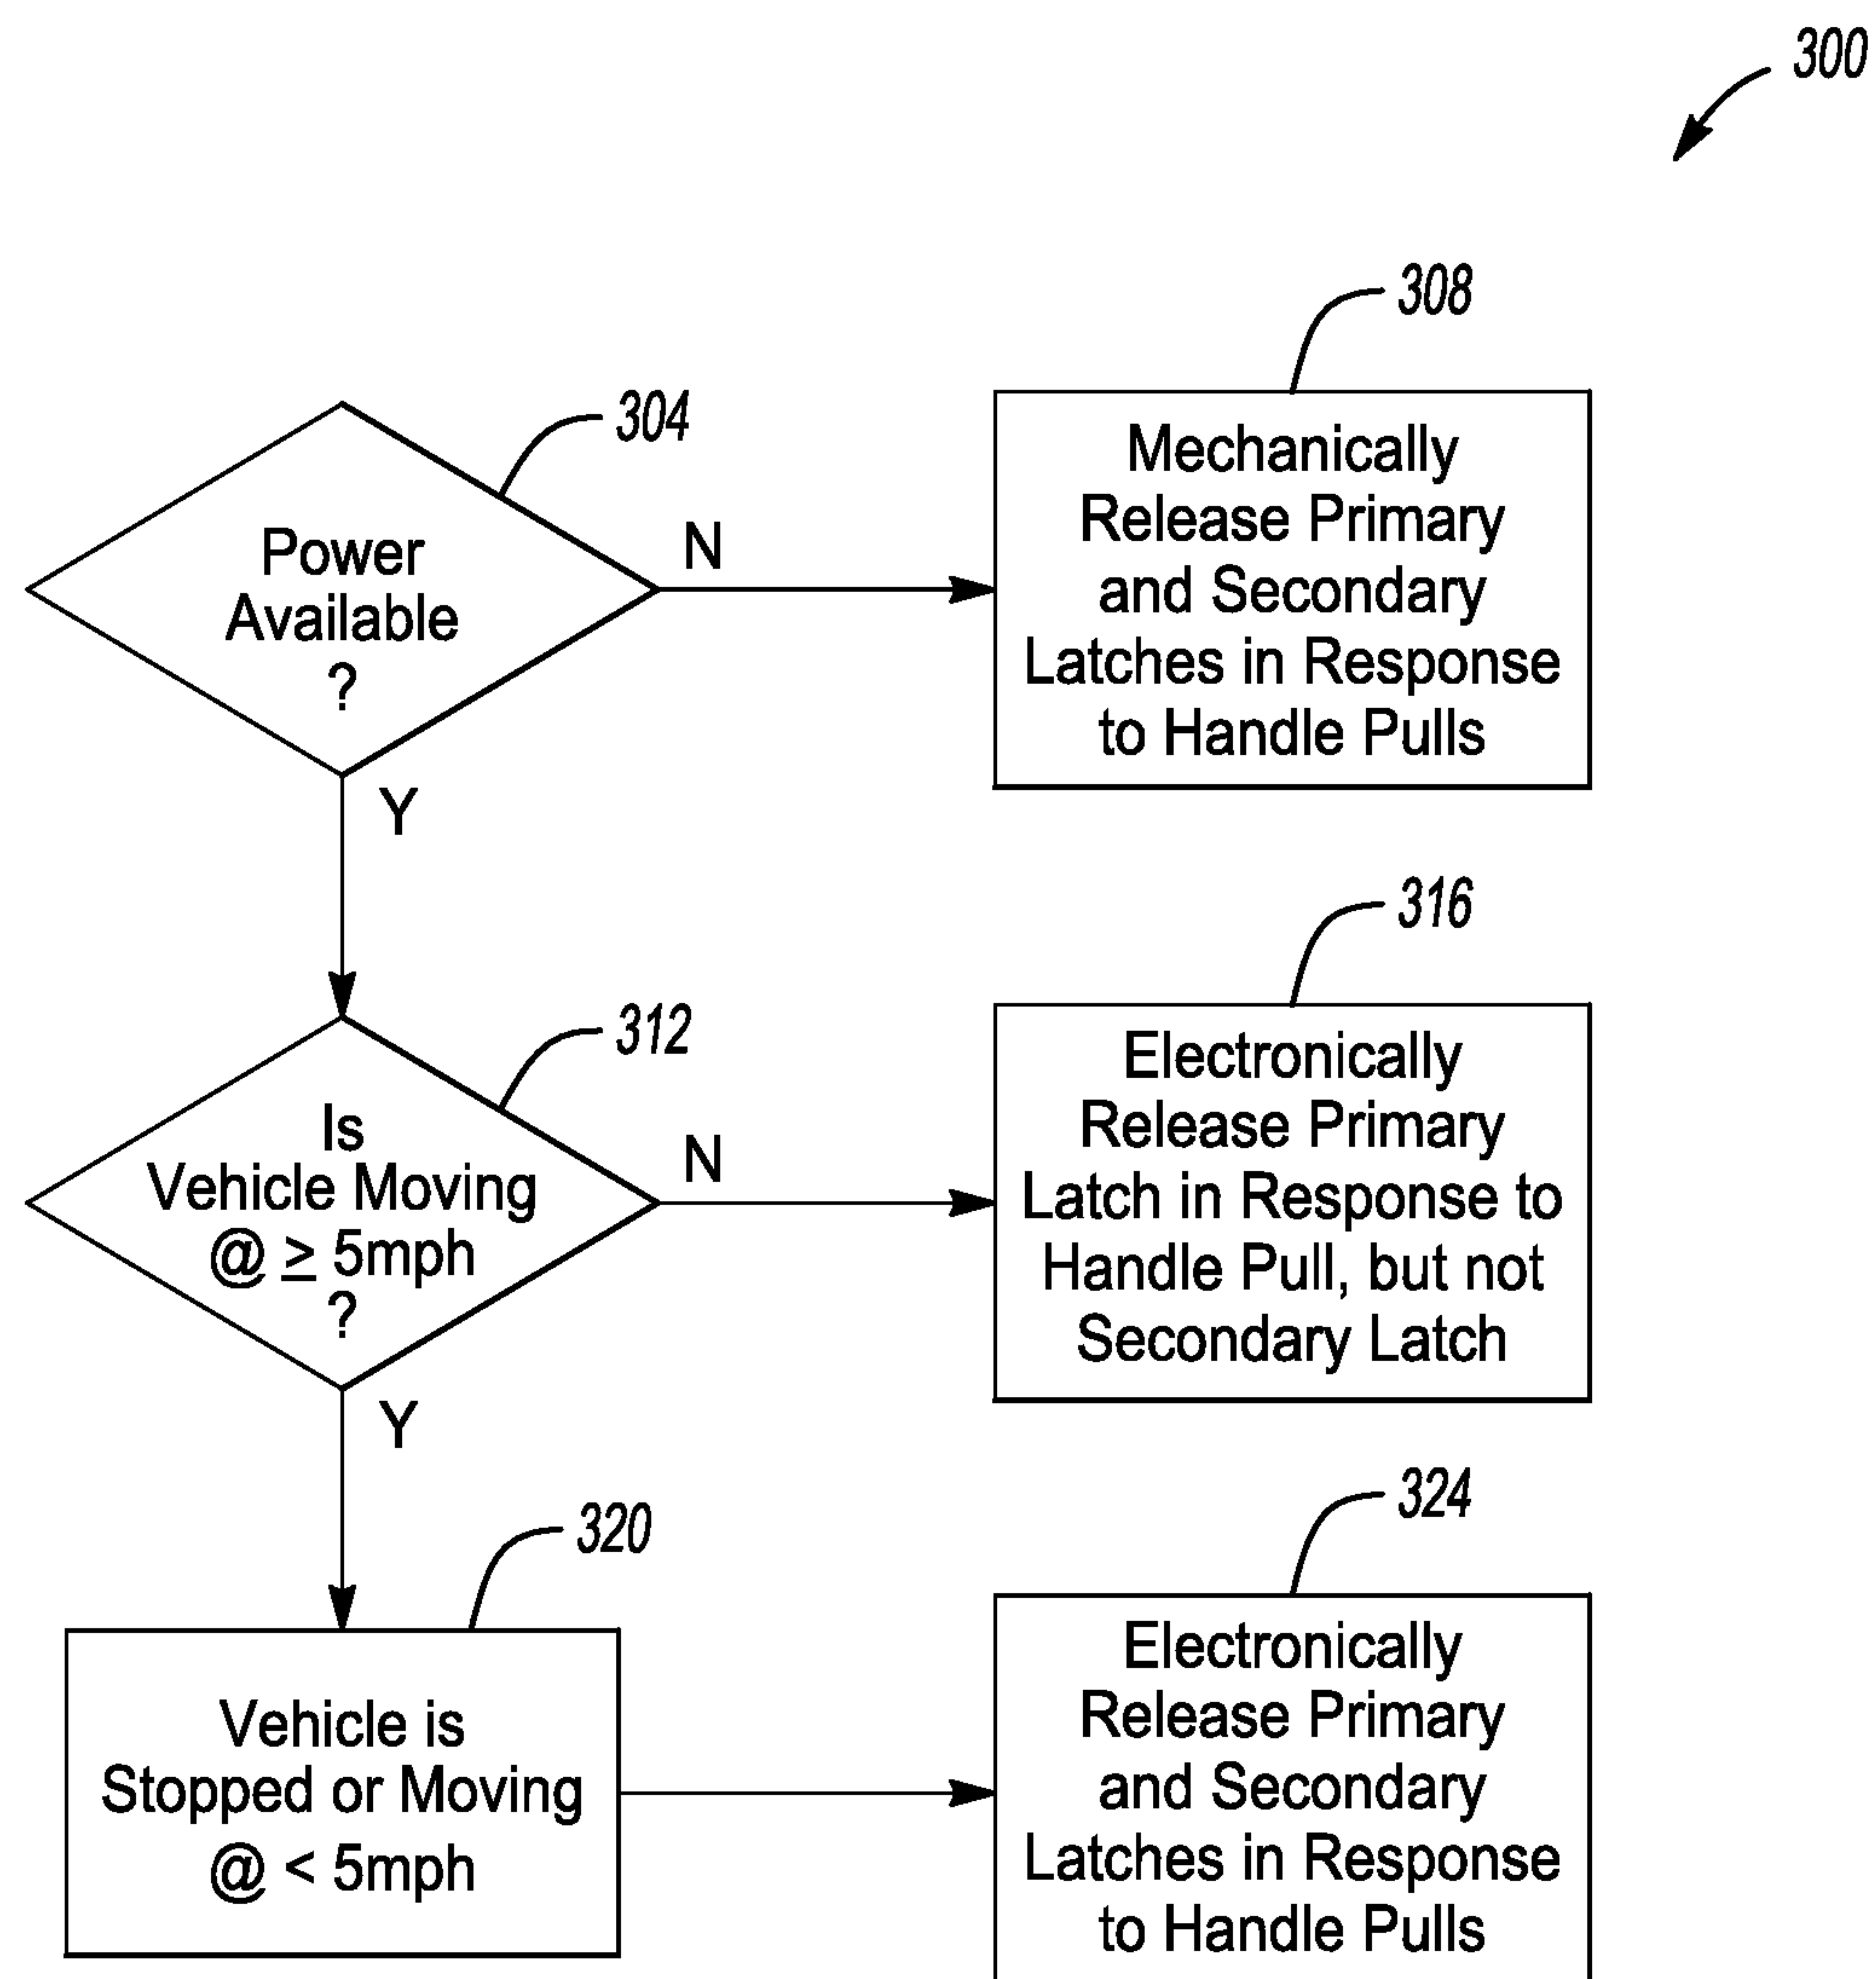 300
308
304
Mechanically
Release Primary
and Secondary
Latches in Response
to Handle Pulls
Power
Available
?
N
Y
316
312
Electronically
Release Primary
Latch in Response to
Handle Pull, but not
Secondary Latch
Is
Vehicle Moving
@ ≥ 5mph
?
N
Y
324
320
Electronically
Release Primary
and Secondary
Latches in Response
to Handle Pulls
Vehicle is
Stopped or Moving
@ < 5mph